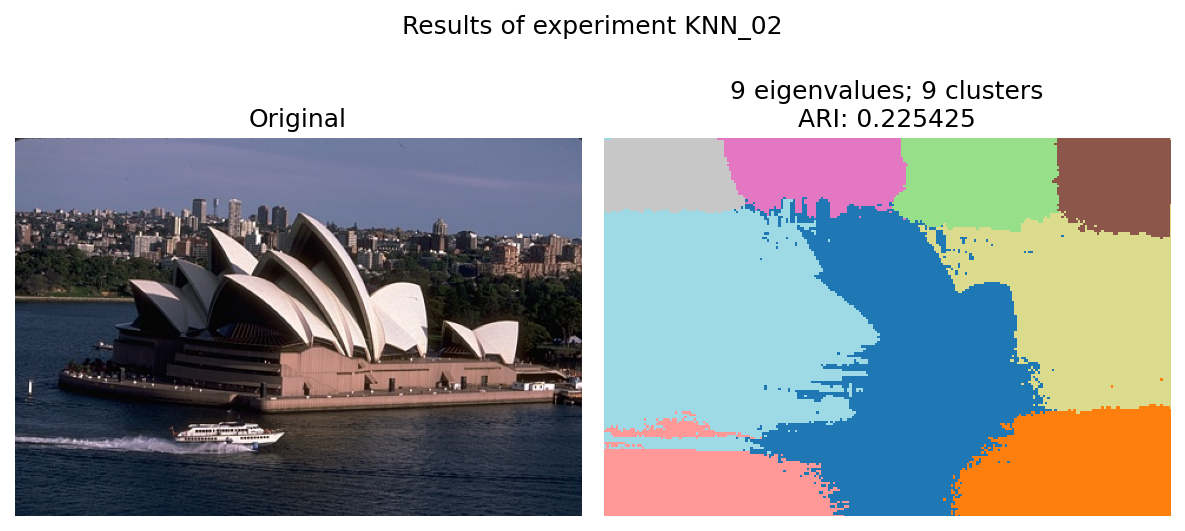 Results of experiment KNN_02
Original
9 eigenvalues; 9 clusters
ARI: 0.225425